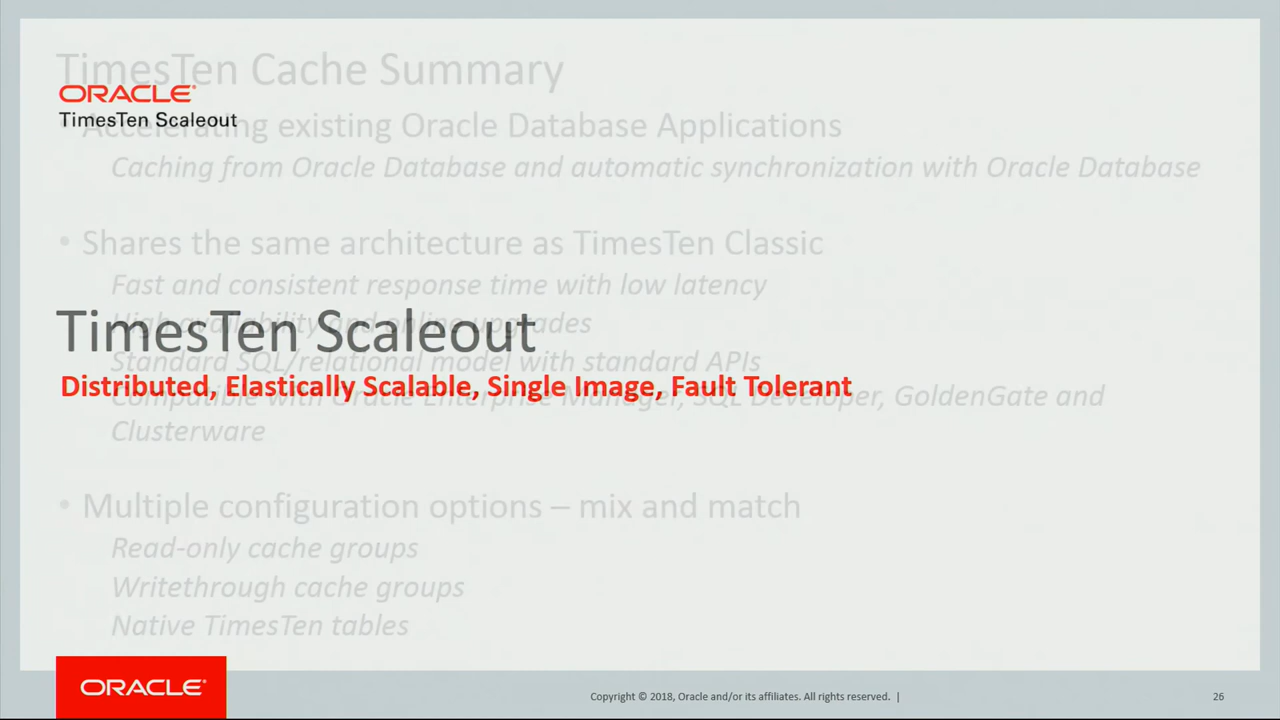 TimesTen Cache Summary
ORACLE®
TimesTen Scaleout
• Accelerating existing Oracle Database Applications
Caching from Oracle Database and automatic synchronization with Oracle Database
• Shares the same architecture as TimesTen Classic
Fast and consistent response time with low latency
TimesTen Scaleout
High availability and online upgrades
Standard SQL/relational model with standard APIs
Distributed, Elastically Scalable, Single Image, Fault Tolerant
Compatible with Oracle Enterprise Manager, SQL Developer, GoldenGate and
Clusterware
• Multiple configuration options – mix and match
Read-only cache groups
Writethrough cache groups
Native TimesTen tables
ORACLE®
Copyright © 2018, Oracle and/or its affiliates. All rights reserved. |
26